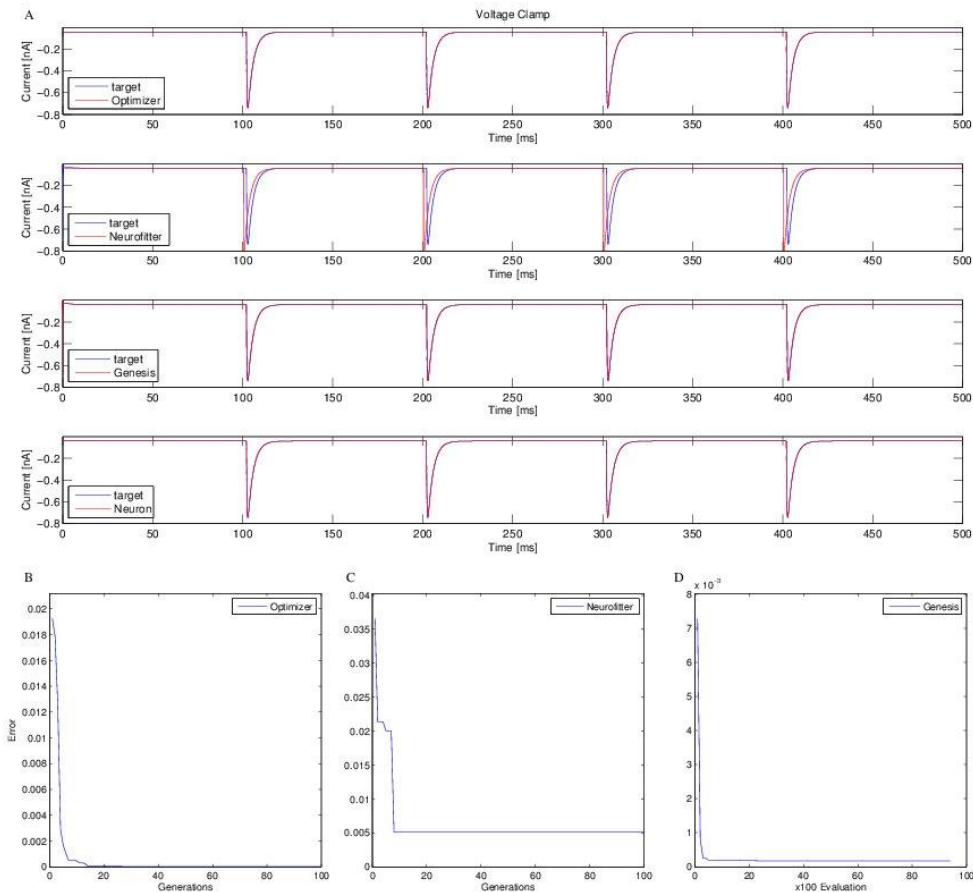 A
Voltage Clamp
Current [nA]
−0.2
−0.4
−0.6
−0.8
target
Optimizer
0 50 100 150 200 250 300 350 400 450 500
Time [ms]
Current [nA]
−0.2
−0.4
−0.6
−0.8
target
Neurofitter
0 50 100 150 200 250 300 350 400 450 500
Time [ms]
Current [nA]
−0.2
−0.4
−0.6
−0.8
target
Genesis
0 50 100 150 200 250 300 350 400 450 500
Time [ms]
Current [nA]
−0.2
−0.4
−0.6
−0.8
target
Neuron
0 50 100 150 200 250 300 350 400 450 500
Time [ms]
B
Optimizer
Error
0.02
0.018
0.016
0.014
0.012
0.01
0.008
0.006
0.004
0.002
0
0 20 40 60 80 100
Generations
C
Neurofitter
0.04
0.035
0.03
0.025
0.02
0.015
0.01
0.005
0
0 20 40 60 80 100
Generations
D
x 10⁻³
Genesis
8
7
6
5
4
3
2
1
0
0 20 40 60 80 100
x100 Evaluation